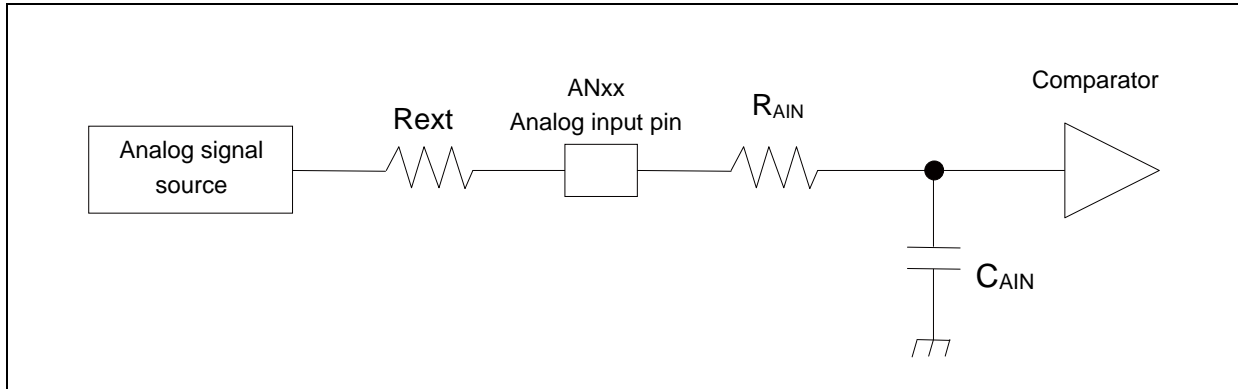 Analog signal
source
Rext
ANxx
Analog input pin
RAIN
Comparator
CAIN